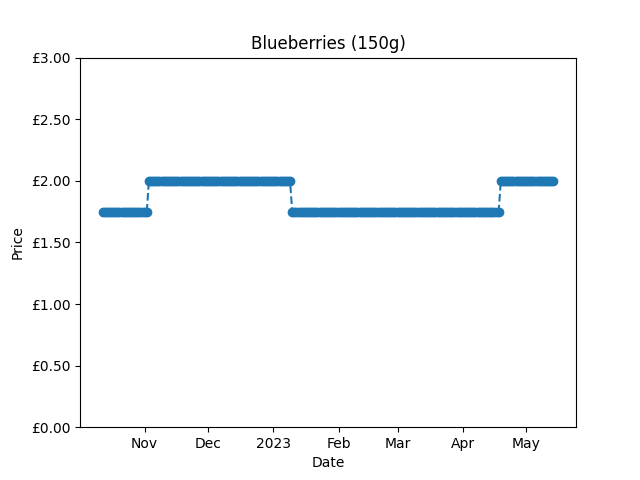 Blueberries (150g)
£3.00
£2.50
£2.00
£1.50
£1.00
£0.50
£0.00
Price
Nov Dec 2023 Feb Mar Apr May
Date